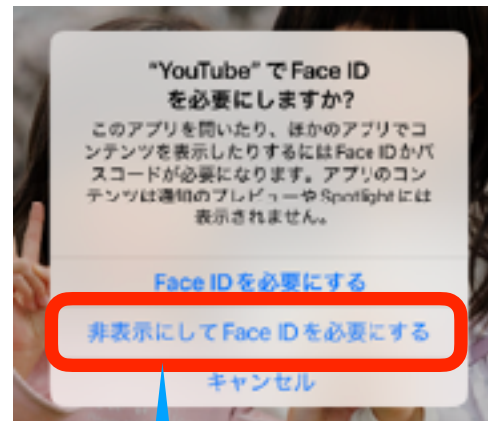 “YouTube” でFace ID
を必要にしますか?
このアプリを開いたり、ほかのアプリでコ
ンテンツを表示したりするにはFace IDかパ
スコードが必要になります。アプリのコン
テンツは通知のプレビューやSpotlightには
表示されません。
Face IDを必要にする
非表示にしてFace IDを必要にする
キャンセル